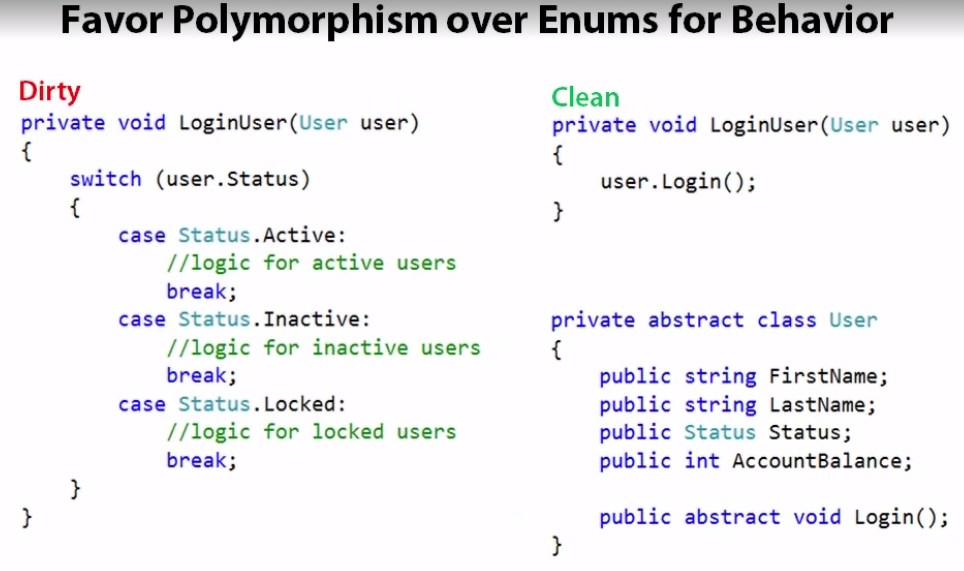 Favor Polymorphism over Enums for Behavior
Dirty
private void LoginUser(User user)
{
    switch (user.Status)
    {
        case Status.Active:
            //logic for active users
            break;
        case Status.Inactive:
            //logic for inactive users
            break;
        case Status.Locked:
            //logic for locked users
            break;
    }
}
Clean
private void LoginUser(User user)
{
    user.Login();
}
private abstract class User
{
    public string FirstName;
    public string LastName;
    public Status Status;
    public int AccountBalance;
    public abstract void Login();
}